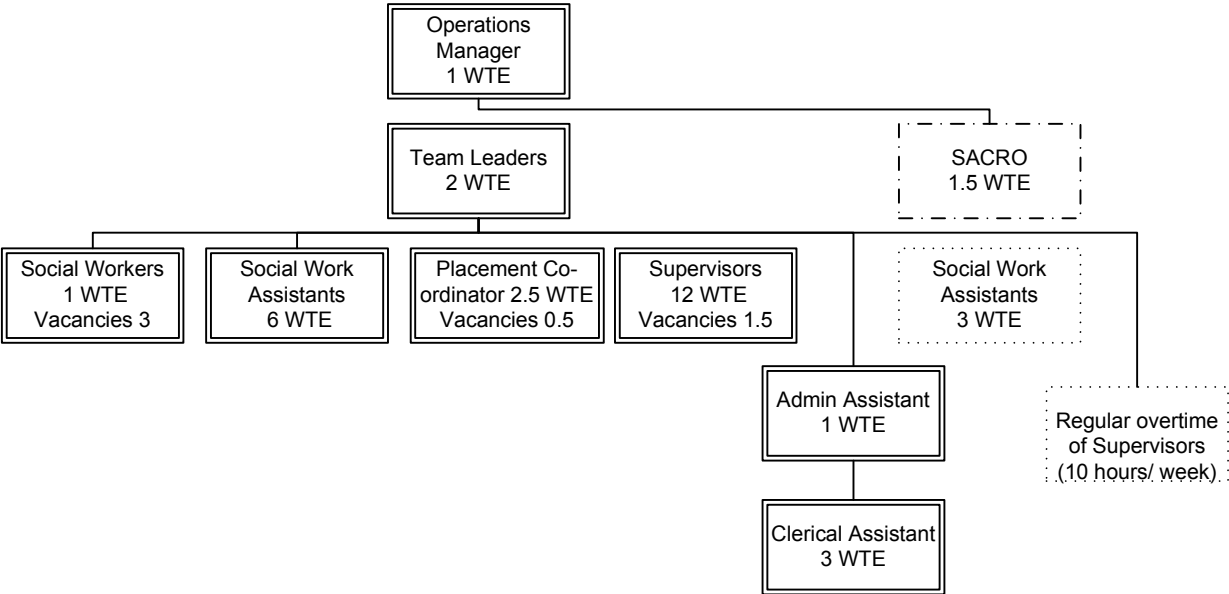 Operations
Manager
1 WTE
Team Leaders
2 WTE
SACRO
1.5 WTE
Social Workers
1 WTE
Vacancies 3
Social Work
Assistants
6 WTE
Placement Co-
ordinator 2.5 WTE
Vacancies 0.5
Supervisors
12 WTE
Vacancies 1.5
Social Work
Assistants
3 WTE
Admin Assistant
1 WTE
Regular overtime
of Supervisors
(10 hours/ week)
Clerical Assistant
3 WTE